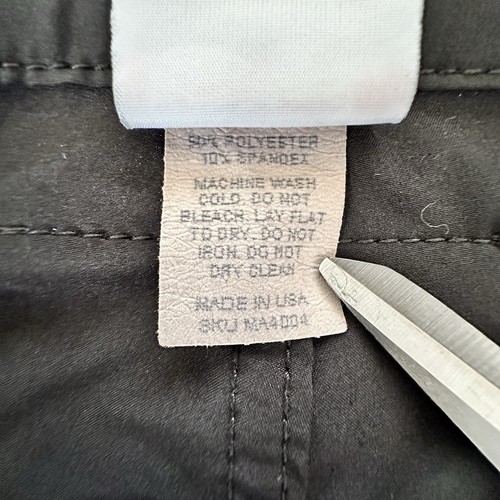 90% POLYESTER
10% SPANDEX
MACHINE WASH
COLD. DO NOT
BLEACH. LAY FLAT
TO DRY. DO NOT
IRON. DO NOT
DRY CLEAN
MADE IN USA
SKU MA4004